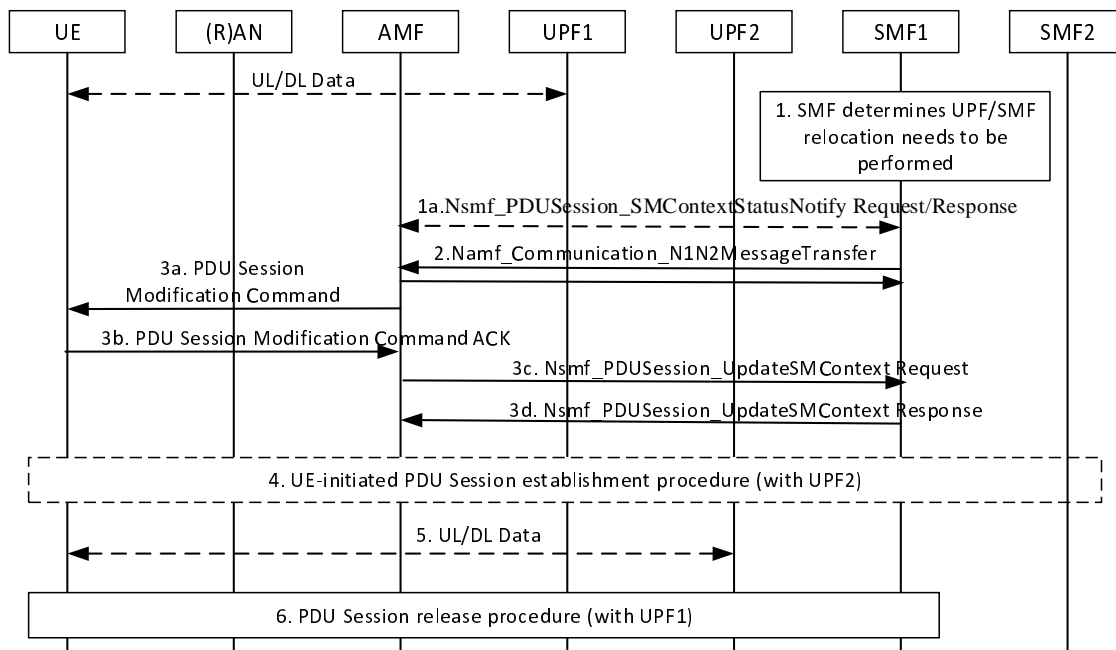 UE
(R)AN
AMF
UPF1
UPF2
SMF1
SMF2
UL/DL Data
1. SMF determines UPF/SMF
relocation needs to be
performed
1a.Nsmf_PDUSession_SMContextStatusNotify Request/Response
2.Namf_Communication_N1N2MessageTransfer
3a. PDU Session
Modification Command
3b. PDU Session Modification Command ACK
3c. Nsmf_PDUSession_UpdateSMContext Request
3d. Nsmf_PDUSession_UpdateSMContext Response
4. UE-initiated PDU Session establishment procedure (with UPF2)
5. UL/DL Data
6. PDU Session release procedure (with UPF1)